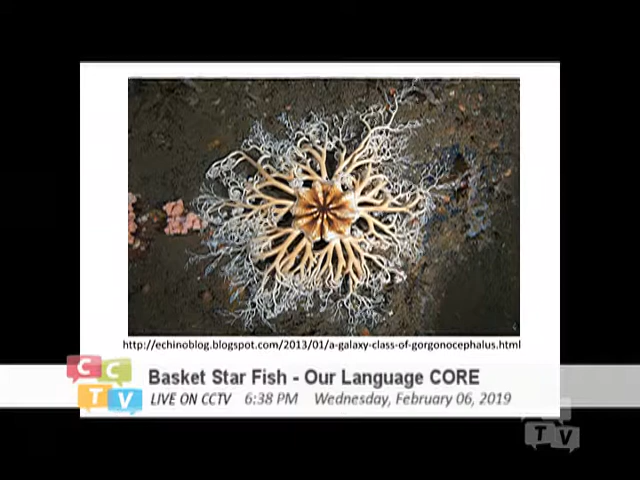 http://echinoblog.blogspot.com/2013/01/a-galaxy-class-of-gorgonocephalus.html
CCTV
Basket Star Fish - Our Language CORE
LIVE ON CCTV 6:38 PM Wednesday, February 06, 2019
TV